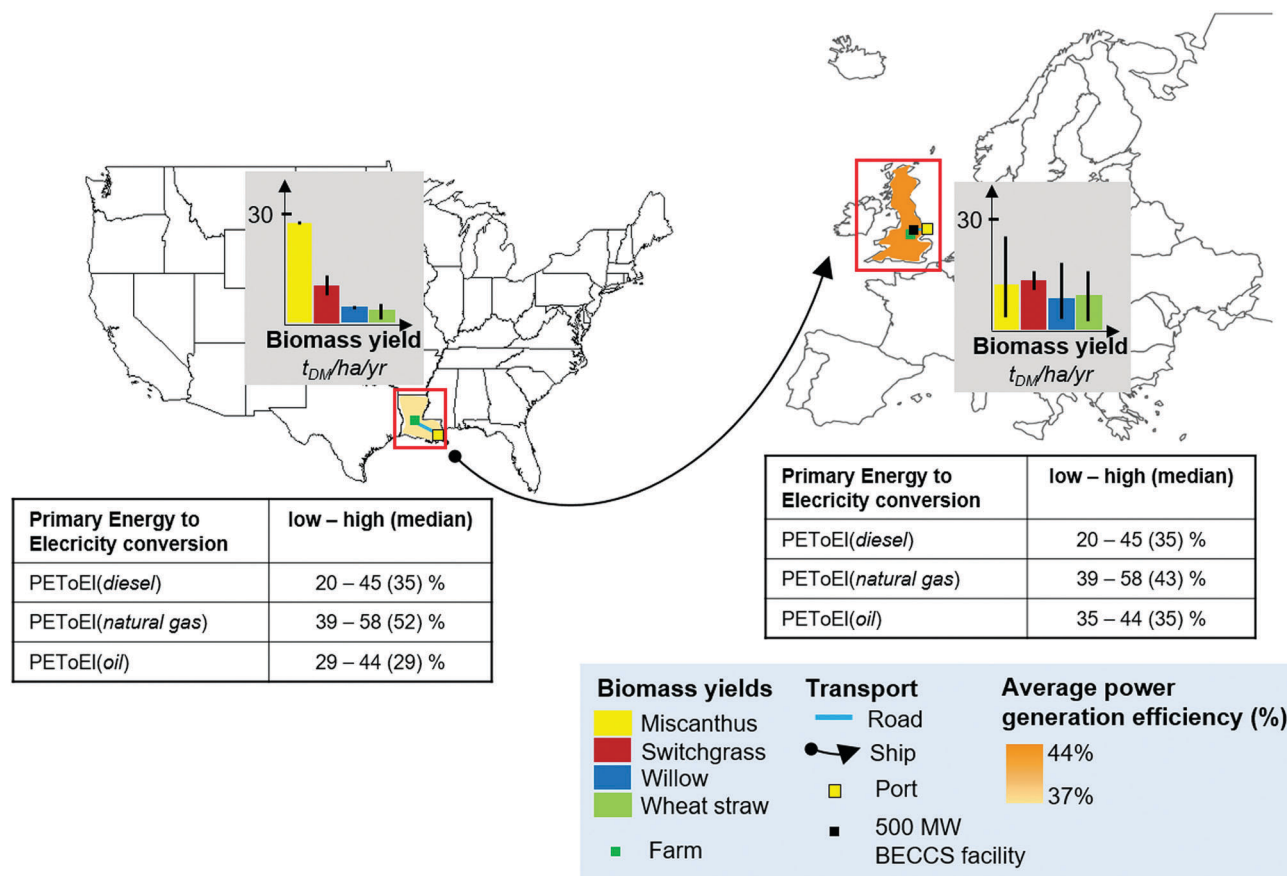 30
Biomass yield
tDM/ha/yr
30
Biomass yield
tDM/ha/yr
Primary Energy to
Elecricity conversion
low – high (median)
PEToEl(diesel)
20 – 45 (35) %
PEToEl(natural gas)
39 – 58 (52) %
PEToEl(oil)
29 – 44 (29) %
Primary Energy to
Elecricity conversion
low – high (median)
PEToEl(diesel)
20 – 45 (35) %
PEToEl(natural gas)
39 – 58 (43) %
PEToEl(oil)
35 – 44 (35) %
Biomass yields
Miscanthus
Switchgrass
Willow
Wheat straw
Farm
Transport
Road
Ship
Port
500 MW
BECCS facility
Average power
generation efficiency (%)
44%
37%